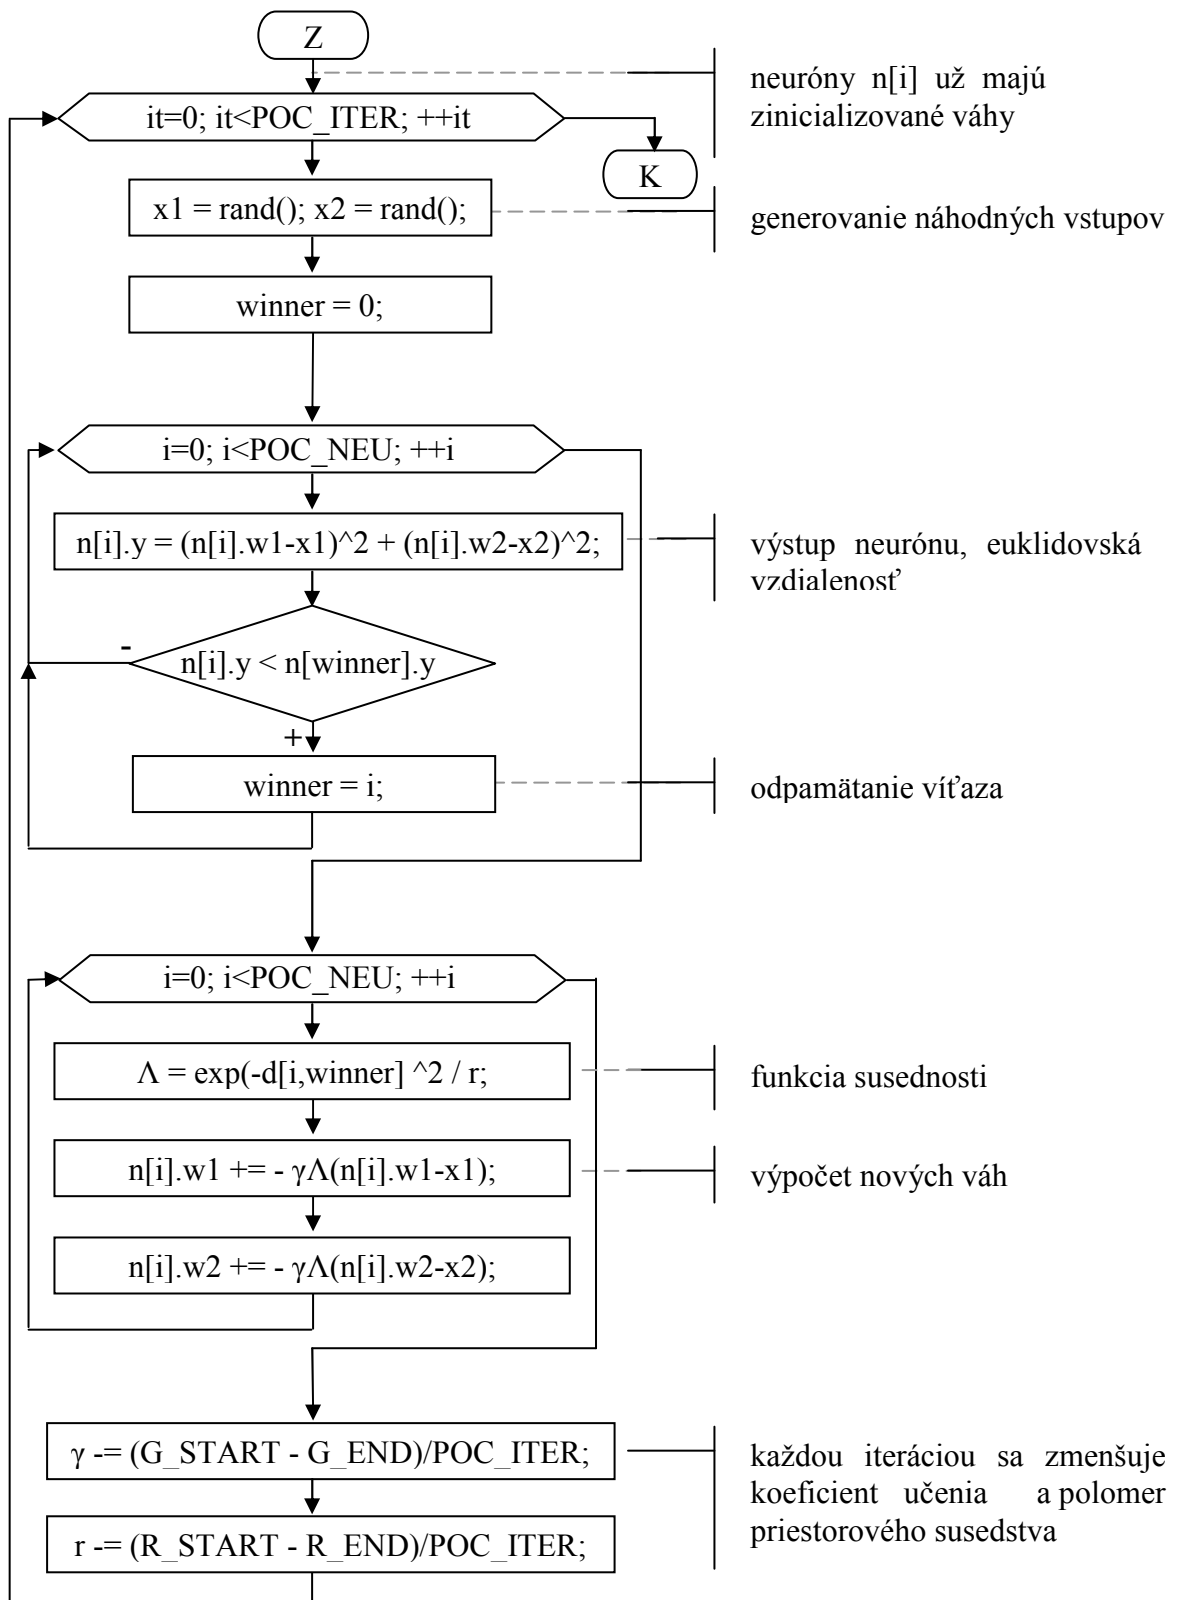 Z
neuróny n[i] už majú
zinicializované váhy
it=0; it<POC_ITER; ++it
K
x1 = rand(); x2 = rand();
generovanie náhodných vstupov
winner = 0;
i=0; i<POC_NEU; ++i
n[i].y = (n[i].w1-x1)^2 + (n[i].w2-x2)^2;
výstup neurónu, euklidovská
vzdialenosť
-
n[i].y < n[winner].y
+
winner = i;
odpamätanie víťaza
i=0; i<POC_NEU; ++i
Λ = exp(-d[i,winner] ^2 / r;
funkcia susednosti
n[i].w1 += - γΛ(n[i].w1-x1);
výpočet nových váh
n[i].w2 += - γΛ(n[i].w2-x2);
γ -= (G_START - G_END)/POC_ITER;
každou iteráciou sa zmenšuje
koeficient učenia a polomer
priestorového susedstva
r -= (R_START - R_END)/POC_ITER;